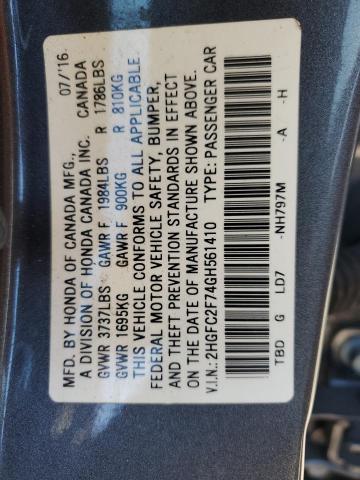 MFD. BY HONDA OF CANADA MFG., 07/'16
A DIVISION OF HONDA CANADA INC. CANADA
GVWR 3737LBS GAWR F 1984LBS R 1786LBS
GVWR 1695KG GAWR F 900KG R 810KG
THIS VEHICLE CONFORMS TO ALL APPLICABLE
FEDERAL MOTOR VEHICLE SAFETY, BUMPER,
AND THEFT PREVENTION STANDARDS IN EFFECT
ON THE DATE OF MANUFACTURE SHOWN ABOVE.
V.I.N.: 2HGFC2F74GH561410 TYPE: PASSENGER CAR
TBD G LD7 -NH797M -A -H